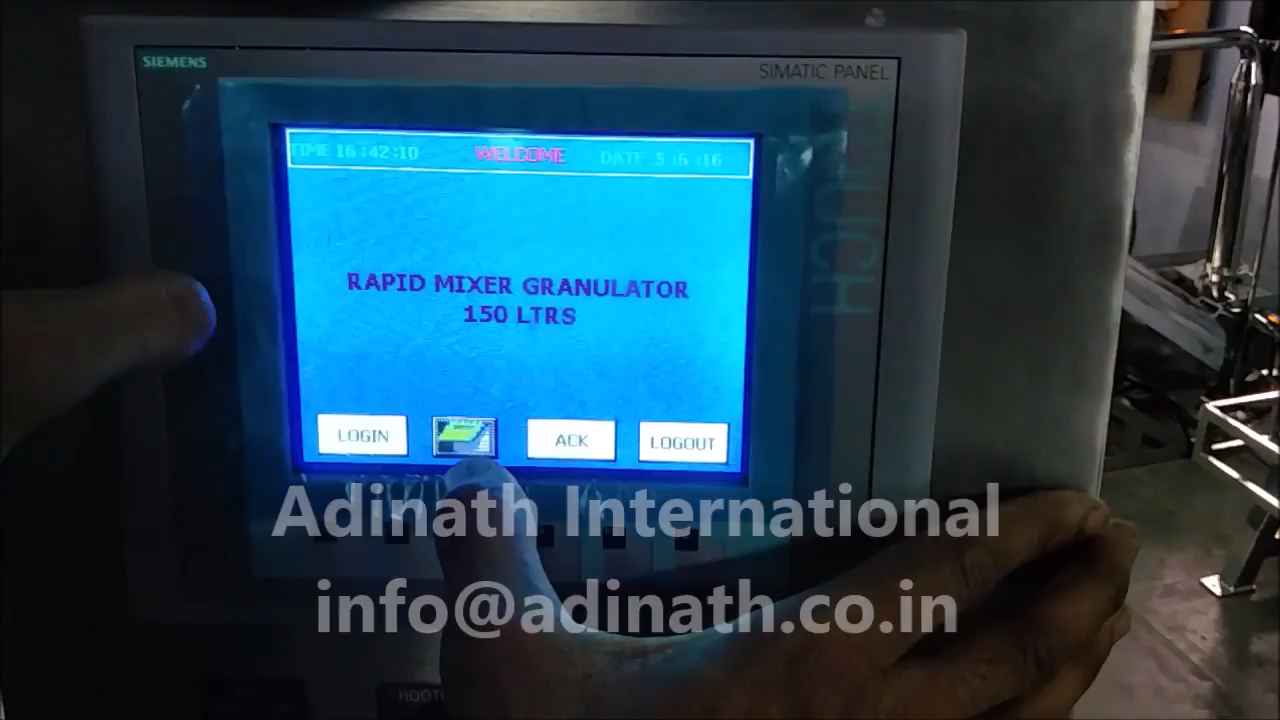 SIEMENS
SIMATIC PANEL
TIME 16:42:10 WELCOME DATE 5 :6 :16
TOUCH
RAPID MIXER GRANULATOR
150 LTRS
LOGIN ACK LOGOUT
Adinath International
info@adinath.co.in